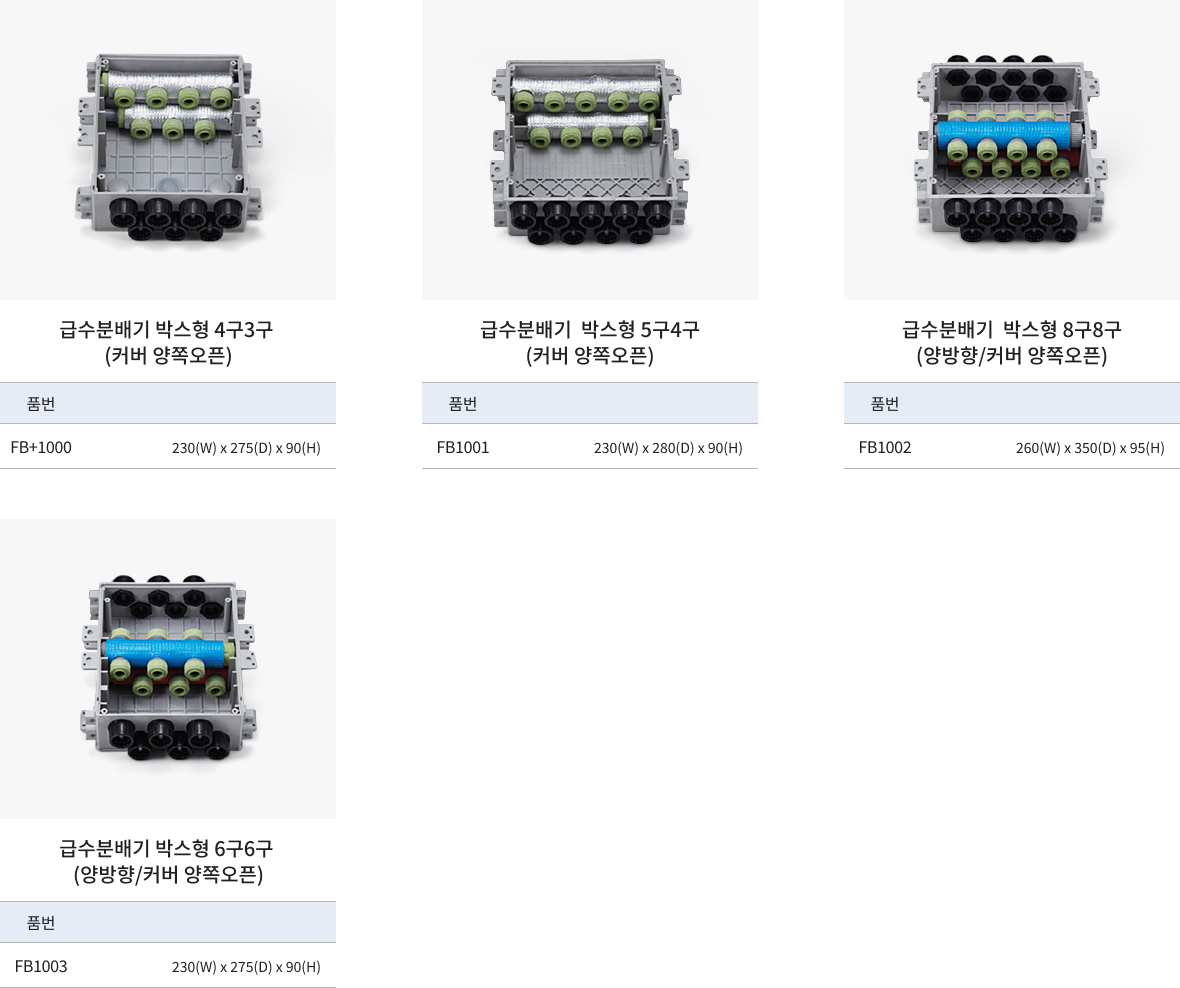 급수분배기 박스형 4구3구
(커버 양쪽오픈)
품번
FB+1000 230(W) x 275(D) x 90(H)
급수분배기 박스형 5구4구
(커버 양쪽오픈)
품번
FB1001 230(W) x 280(D) x 90(H)
급수분배기 박스형 8구8구
(양방향/커버 양쪽오픈)
품번
FB1002 260(W) x 350(D) x 95(H)
급수분배기 박스형 6구6구
(양방향/커버 양쪽오픈)
품번
FB1003 230(W) x 275(D) x 90(H)